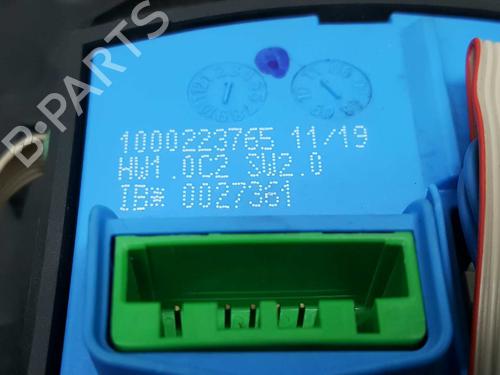 B-PARTS
1000223765 11/19
HW1.0C2 SW2.0
IB* 0027361